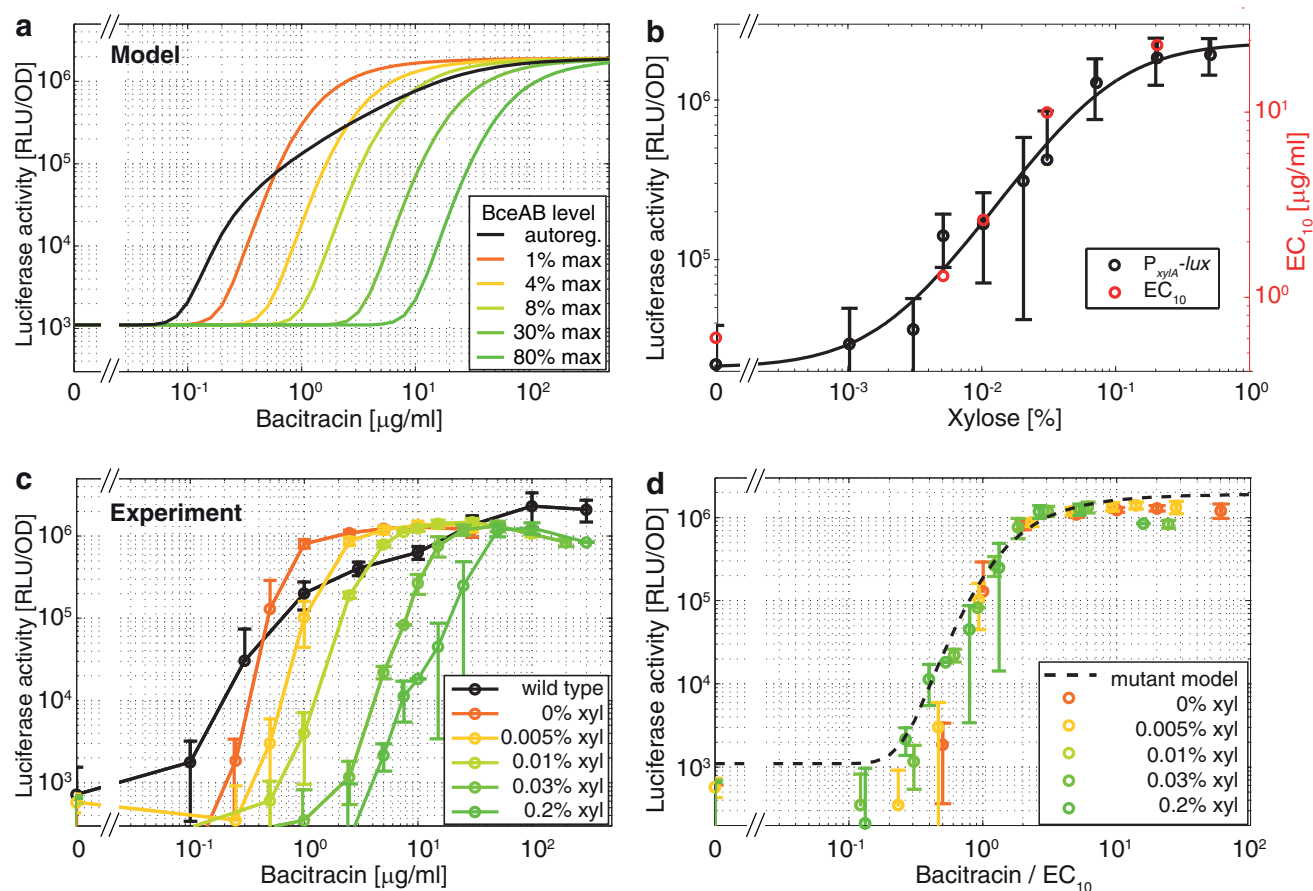 a
Model
Luciferase activity [RLU/OD]
10^6
10^5
10^4
10^3
0
10^-1
10^0
10^1
10^2
Bacitracin [μg/ml]
BceAB level
autoreg.
1% max
4% max
8% max
30% max
80% max
b
Luciferase activity [RLU/OD]
10^6
10^5
0
10^-3
10^-2
10^-1
10^0
Xylose [%]
10^1
10^0
EC_10 [μg/ml]
P_xylA-lux
EC_10
c
Experiment
Luciferase activity [RLU/OD]
10^6
10^5
10^4
10^3
0
10^-1
10^0
10^1
10^2
Bacitracin [μg/ml]
wild type
0% xyl
0.005% xyl
0.01% xyl
0.03% xyl
0.2% xyl
d
Luciferase activity [RLU/OD]
10^6
10^5
10^4
10^3
0
10^-1
10^0
10^1
10^2
Bacitracin / EC_10
mutant model
0% xyl
0.005% xyl
0.01% xyl
0.03% xyl
0.2% xyl